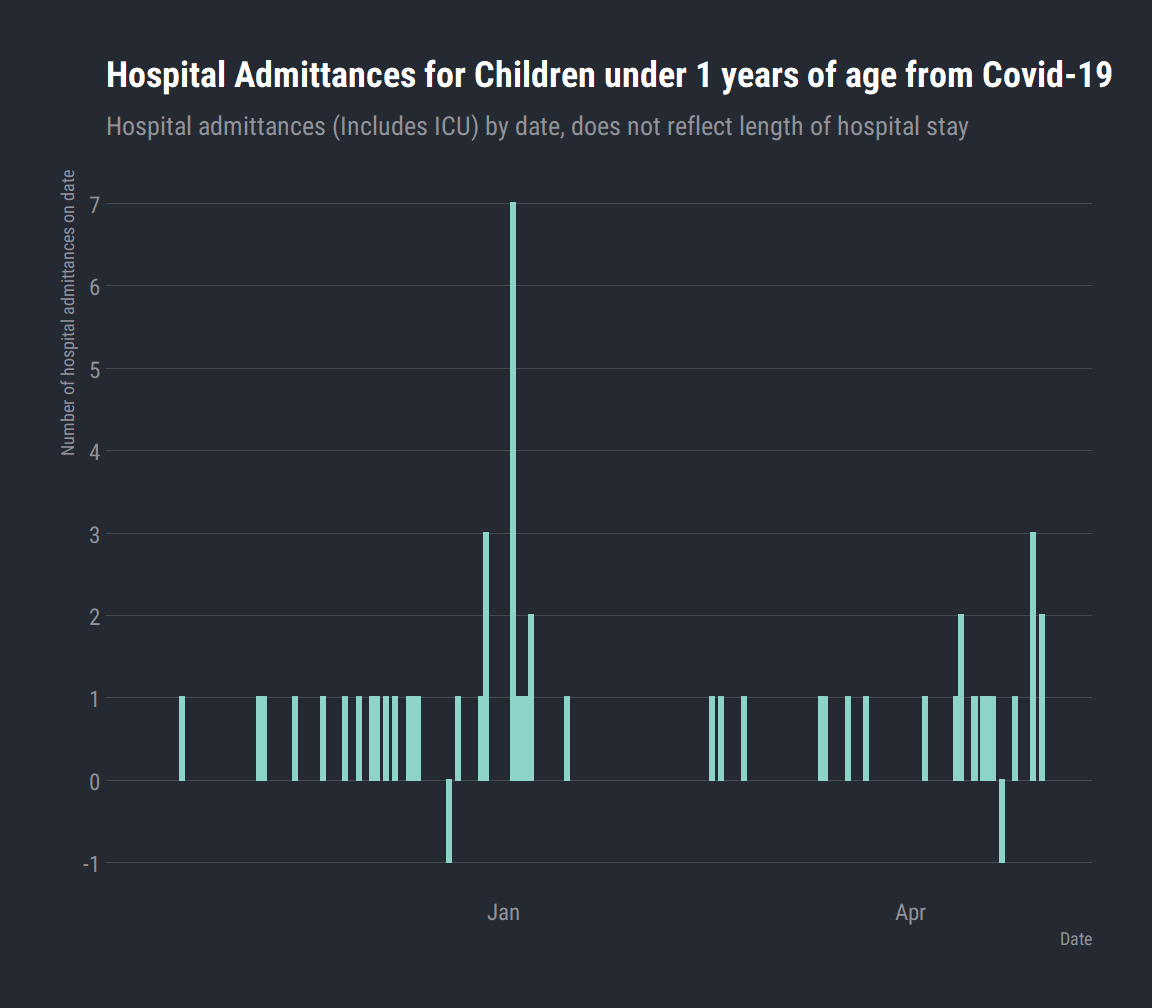 Hospital Admittances for Children under 1 years of age from Covid-19
Hospital admittances (Includes ICU) by date, does not reflect length of hospital stay
Number of hospital admittances on date
7
6
5
4
3
2
1
0
-1
Jan
Apr
Date